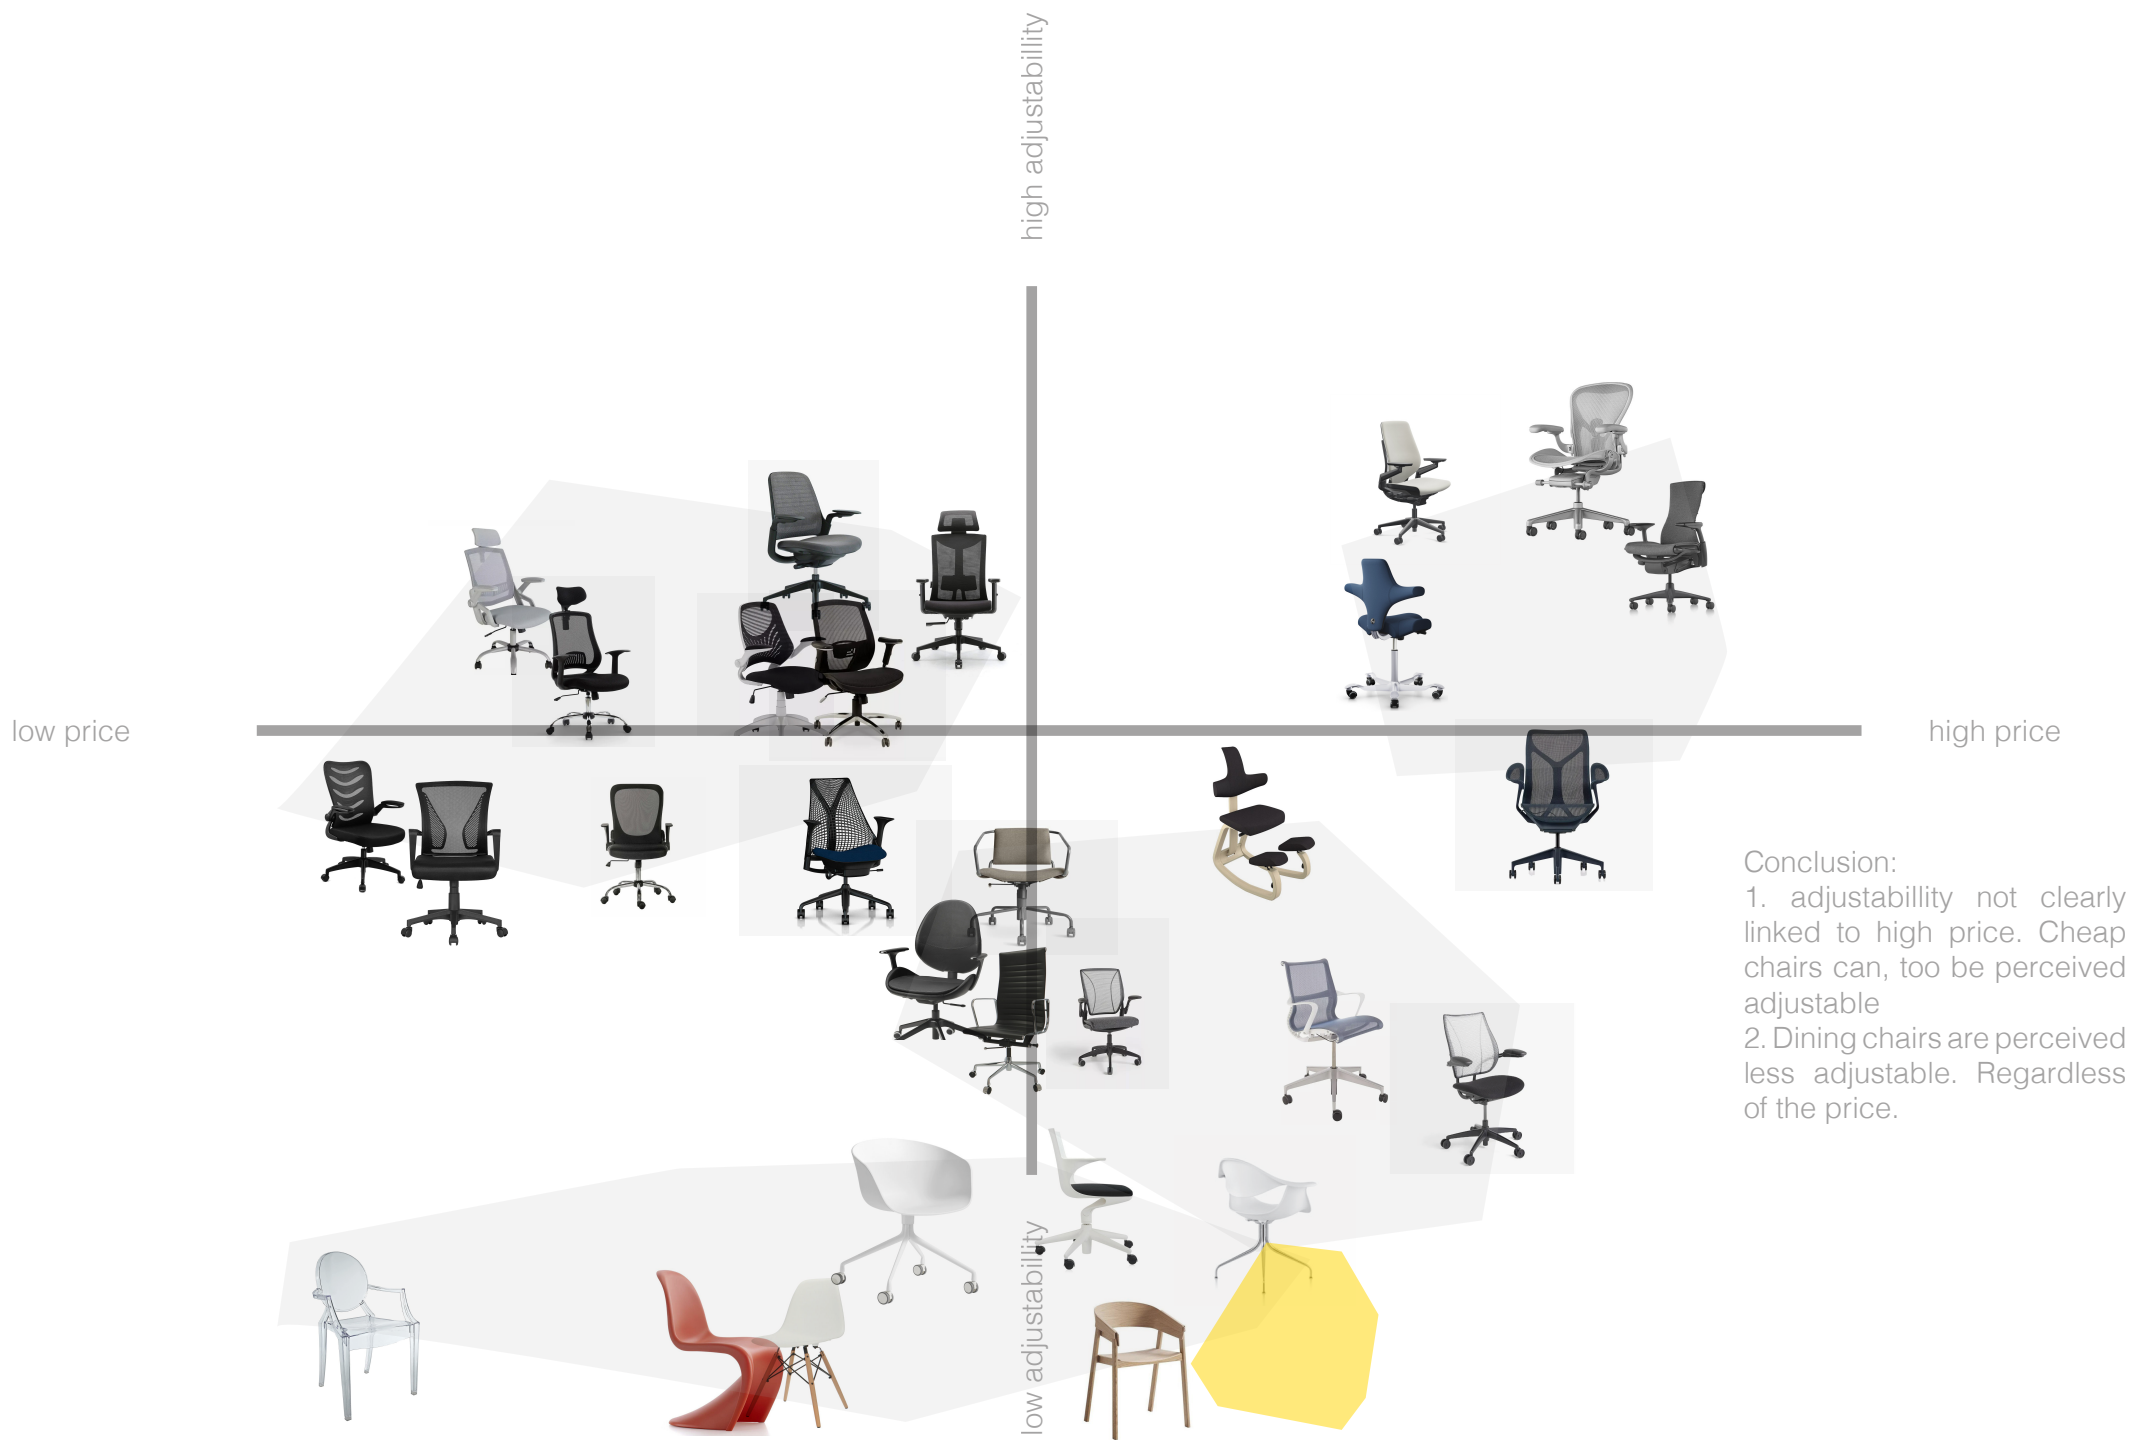 high adjustabillity
low price
high price
Conclusion:
1. adjustabillity not clearly
linked to high price. Cheap
chairs can, too be perceived
adjustable
2. Dining chairs are perceived
less adjustable. Regardless
of the price.
low adjustabillity